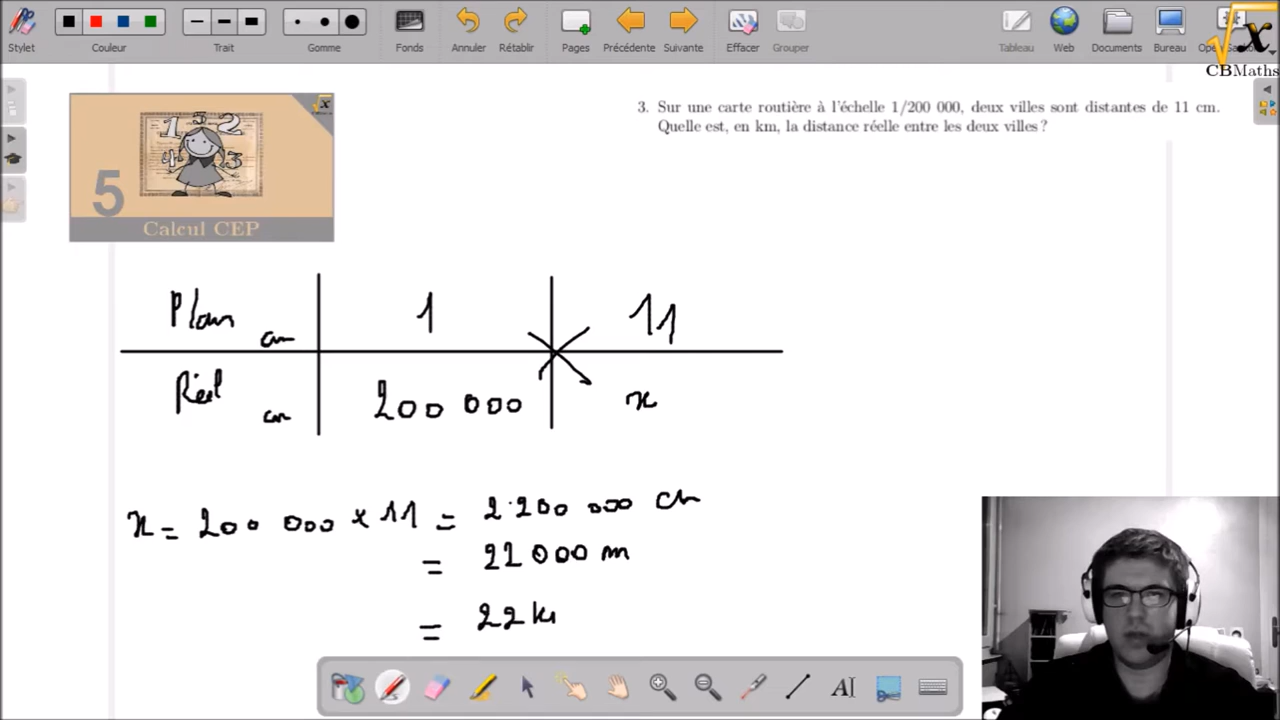 Stylet Couleur Trait Gomme Fonds Annuler Rétablir Pages Précédente Suivante Effacer Grouper Tableau Web Documents Bureau
CBMaths
3. Sur une carte routière à l'échelle 1/200 000, deux villes sont distantes de 11 cm.
Quelle est, en km, la distance réelle entre les deux villes ?
5
Calcul CEP
Plan cm 1 11
Réel cm 200 000 x
x = 200 000 × 11 = 2 200 000 cm
= 22 000 m
= 22 k